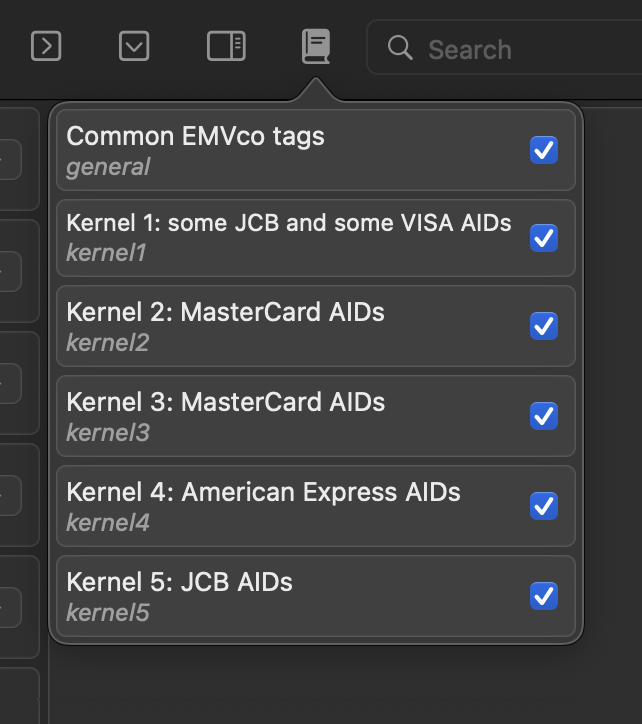 Search
Common EMVco tags
general
Kernel 1: some JCB and some VISA AIDs
kernel1
Kernel 2: MasterCard AIDs
kernel2
Kernel 3: MasterCard AIDs
kernel3
Kernel 4: American Express AIDs
kernel4
Kernel 5: JCB AIDs
kernel5